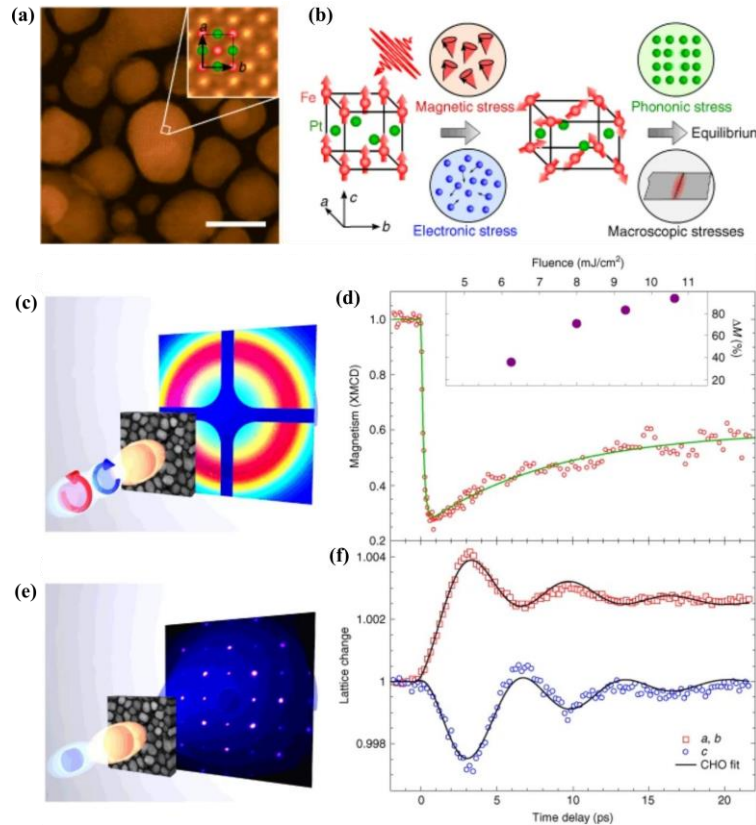 (a)
a
b
(b)
Fe
Pt
Magnetic stress
Electronic stress
Phononic stress
Equilibrium
Macroscopic stresses
c
a
b
(c)
(d)
Fluence (mJ/cm²)
5 6 7 8 9 10 11
80
60
40
20
ΔM (%)
1.0
0.8
0.6
0.4
0.2
Magnetism (XMCD)
(e)
(f)
1.004
1.002
1
0.998
Lattice change
a, b
c
CHO fit
0 5 10 15 20
Time delay (ps)